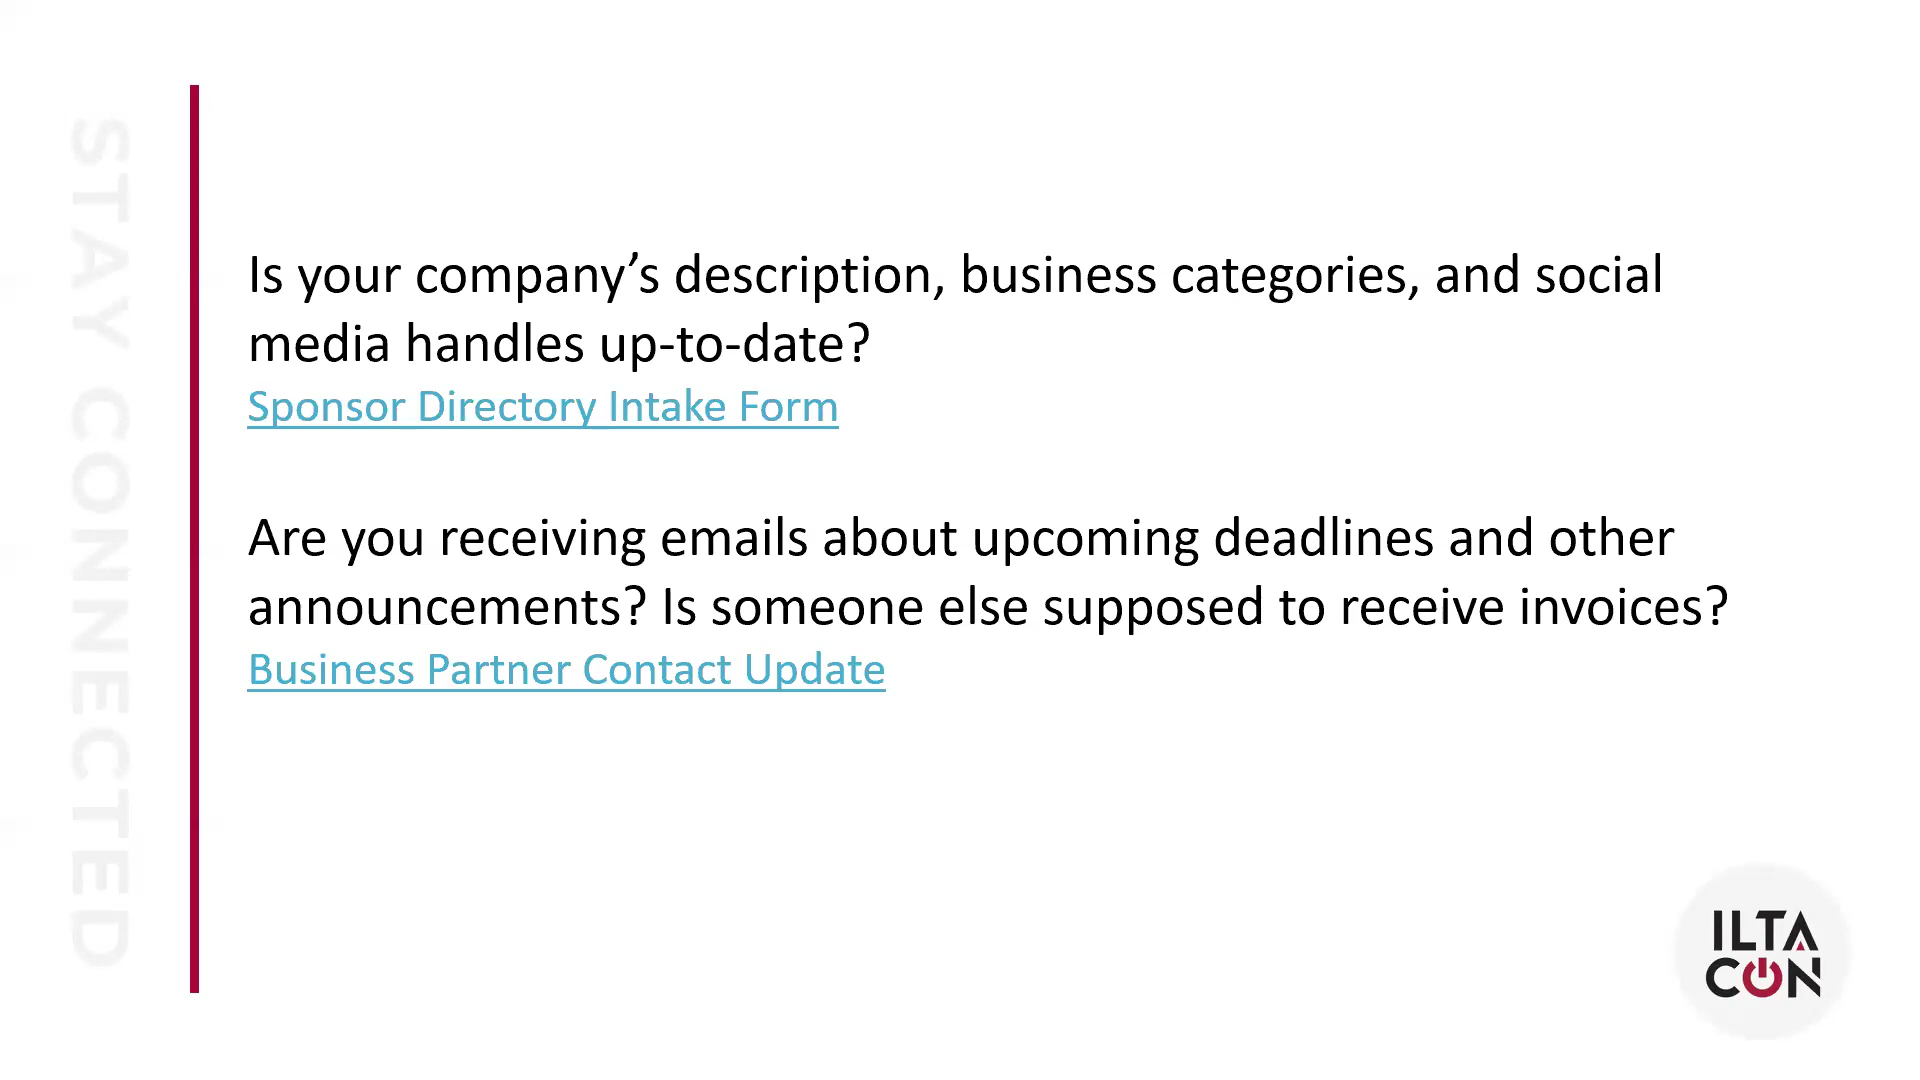 STAY CONNECTED
Is your company’s description, business categories, and social
media handles up-to-date?
Sponsor Directory Intake Form
Are you receiving emails about upcoming deadlines and other
announcements? Is someone else supposed to receive invoices?
Business Partner Contact Update
ILTA
CON